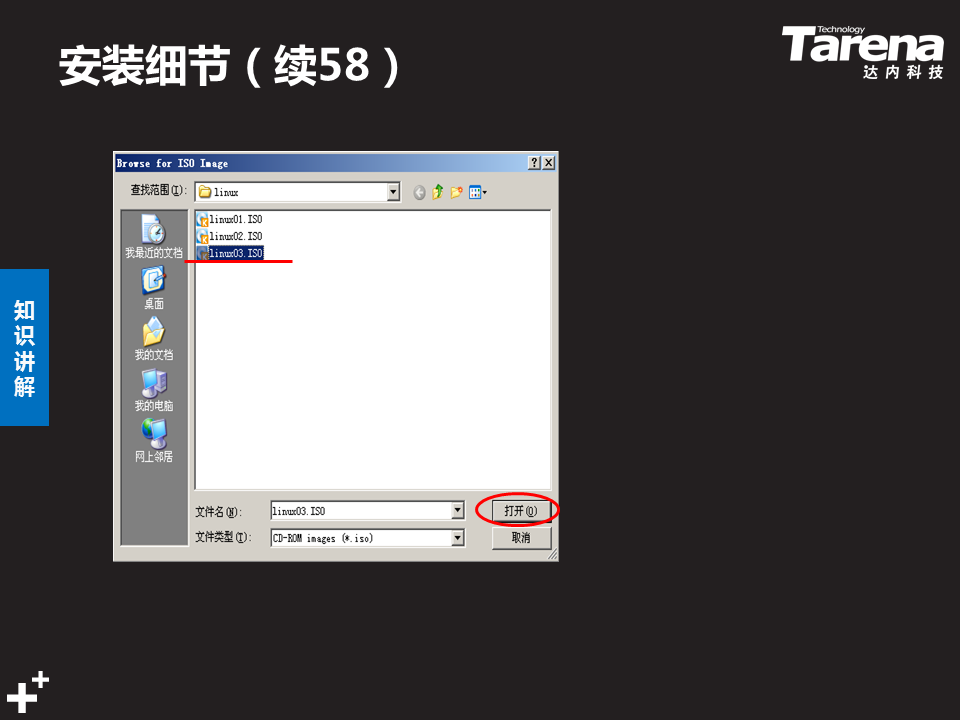 安装细节（续58）
Technology
Tarena
达内科技
知识讲解
Browse for ISO Image
查找范围(I):
linux
linux01.ISO
linux02.ISO
linux03.ISO
我最近的文档
桌面
我的文档
我的电脑
网上邻居
文件名(N):
linux03.ISO
打开(O)
文件类型(T):
CD-ROM images (*.iso)
取消